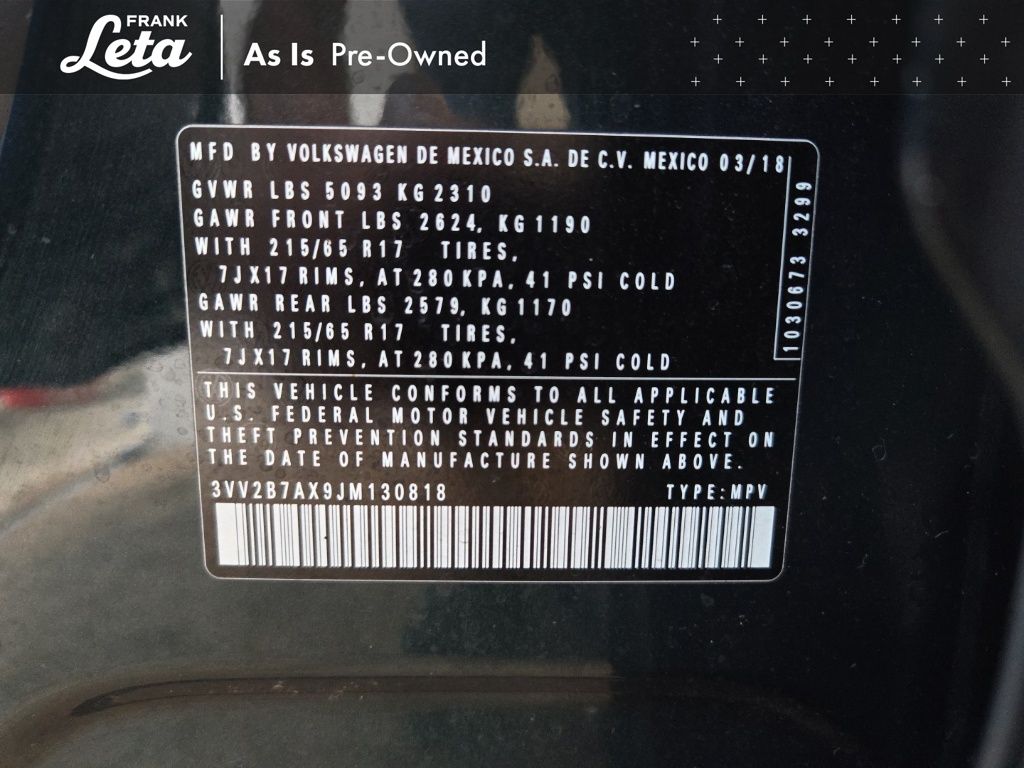 FRANK
Leta
As Is Pre-Owned
MFD BY VOLKSWAGEN DE MEXICO S.A. DE C.V. MEXICO 03/18
GVWR LBS 5093 KG 2310
GAWR FRONT LBS 2624, KG 1190
WITH 215/65 R17 TIRES,
7JX17 RIMS, AT 280 KPA, 41 PSI COLD
GAWR REAR LBS 2579, KG 1170
WITH 215/65 R17 TIRES,
7JX17 RIMS, AT 280 KPA, 41 PSI COLD
1030673 3299
THIS VEHICLE CONFORMS TO ALL APPLICABLE
U.S. FEDERAL MOTOR VEHICLE SAFETY AND
THEFT PREVENTION STANDARDS IN EFFECT ON
THE DATE OF MANUFACTURE SHOWN ABOVE.
3VV2B7AX9JM130818 TYPE:MPV